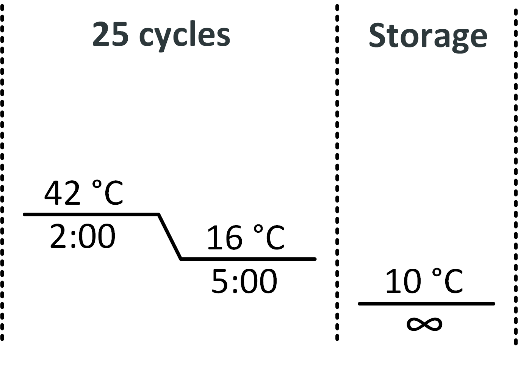 25 cycles
42 °C
2:00
16 °C
5:00
Storage
10 °C
∞